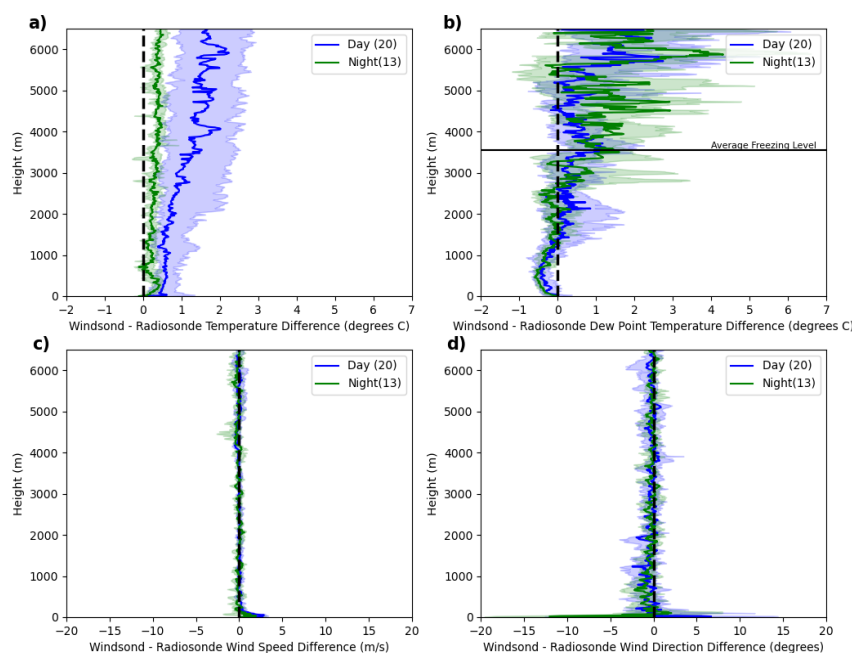 a)
6000
5000
4000
3000
2000
1000
0
Height (m)
Day (20)
Night(13)
−2 −1 0 1 2 3 4 5 6 7
Windsond - Radiosonde Temperature Difference (degrees C)
b)
6000
5000
4000
3000
2000
1000
0
Height (m)
Day (20)
Night(13)
Average Freezing Level
−2 −1 0 1 2 3 4 5 6 7
Windsond - Radiosonde Dew Point Temperature Difference (degrees C)
c)
6000
5000
4000
3000
2000
1000
0
Height (m)
Day (20)
Night(13)
−20 −15 −10 −5 0 5 10 15 20
Windsond - Radiosonde Wind Speed Difference (m/s)
d)
6000
5000
4000
3000
2000
1000
0
Height (m)
Day (20)
Night(13)
−20 −15 −10 −5 0 5 10 15 20
Windsond - Radiosonde Wind Direction Difference (degrees)